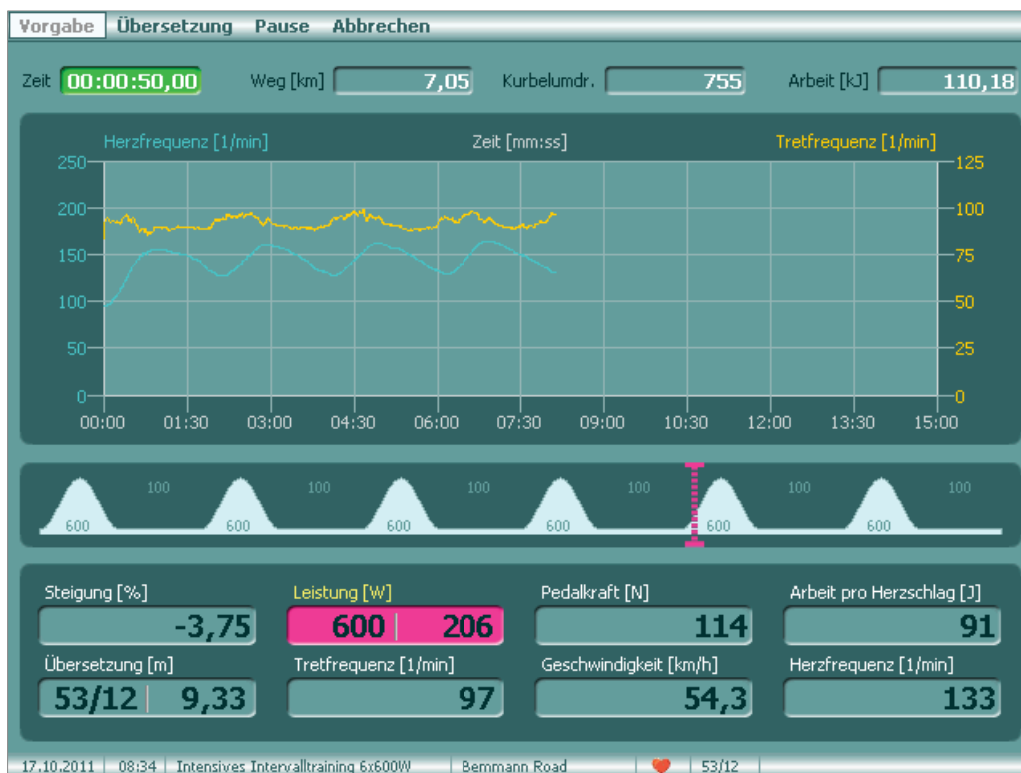 Vorgabe Übersetzung Pause Abbrechen
Zeit 00:00:50,00 Weg [km] 7,05 Kurbelumdr. 755 Arbeit [kJ] 110,18
Herzfrequenz [1/min] Zeit [mm:ss] Tretfrequenz [1/min]
250 125
200 100
150 75
100 50
50 25
0 0
00:00 01:30 03:00 04:30 06:00 07:30 09:00 10:30 12:00 13:30 15:00
100 100 100 100 100 100
600 600 600 600 600 600
Steigung [%] Leistung [W] Pedalkraft [N] Arbeit pro Herzschlag [J]
-3,75 600 206 114 91
Übersetzung [m] Tretfrequenz [1/min] Geschwindigkeit [km/h] Herzfrequenz [1/min]
53/12 9,33 97 54,3 133
17.10.2011 08:34 Intensives Intervalltraining 6x600W Bemmann Road 53/12